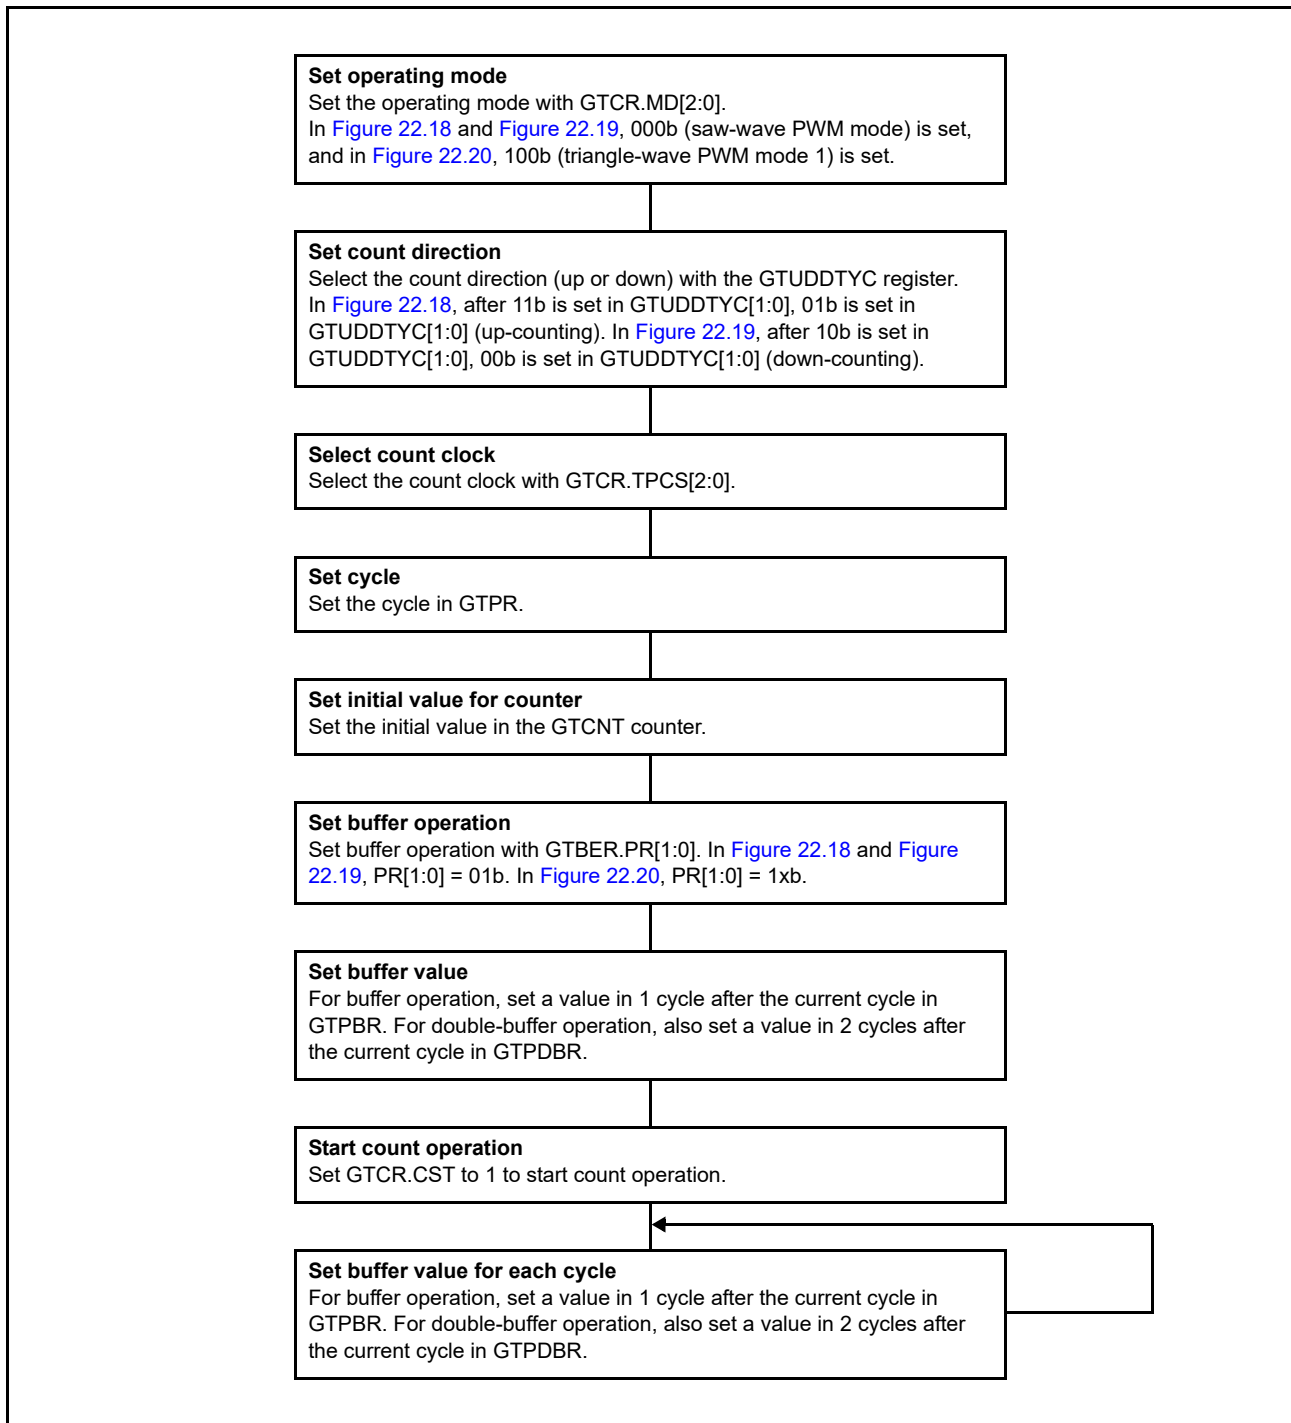 Set operating mode
Set the operating mode with GTCR.MD[2:0].
In Figure 22.18 and Figure 22.19, 000b (saw-wave PWM mode) is set,
and in Figure 22.20, 100b (triangle-wave PWM mode 1) is set.
Set count direction
Select the count direction (up or down) with the GTUDDTYC register.
In Figure 22.18, after 11b is set in GTUDDTYC[1:0], 01b is set in
GTUDDTYC[1:0] (up-counting). In Figure 22.19, after 10b is set in
GTUDDTYC[1:0], 00b is set in GTUDDTYC[1:0] (down-counting).
Select count clock
Select the count clock with GTCR.TPCS[2:0].
Set cycle
Set the cycle in GTPR.
Set initial value for counter
Set the initial value in the GTCNT counter.
Set buffer operation
Set buffer operation with GTBER.PR[1:0]. In Figure 22.18 and Figure
22.19, PR[1:0] = 01b. In Figure 22.20, PR[1:0] = 1xb.
Set buffer value
For buffer operation, set a value in 1 cycle after the current cycle in
GTPBR. For double-buffer operation, also set a value in 2 cycles after
the current cycle in GTPDBR.
Start count operation
Set GTCR.CST to 1 to start count operation.
Set buffer value for each cycle
For buffer operation, set a value in 1 cycle after the current cycle in
GTPBR. For double-buffer operation, also set a value in 2 cycles after
the current cycle in GTPDBR.